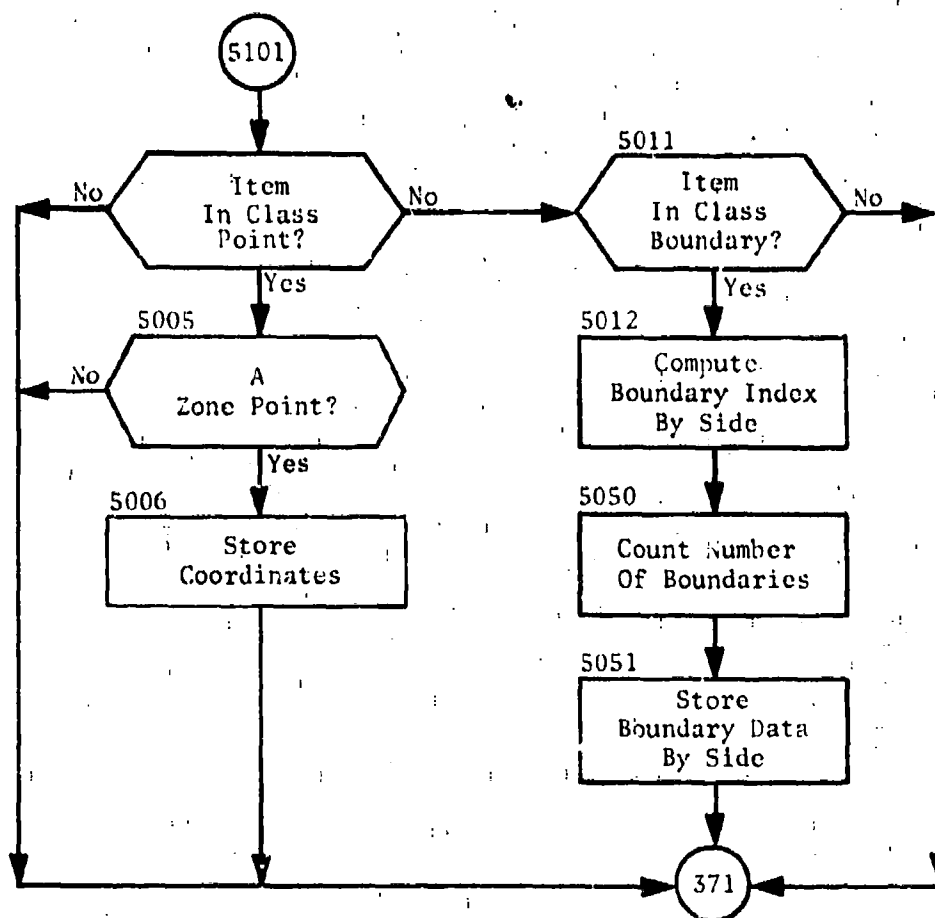 5101
Item
In Class
Point?
No
No
Yes
5011
Item
In Class
Boundary?
No
Yes
5005
A
Zone Point?
No
Yes
5012
Compute
Boundary Index
By Side
5006
Store
Coordinates
5050
Count Number
Of Boundaries
5051
Store
Boundary Data
By Side
371